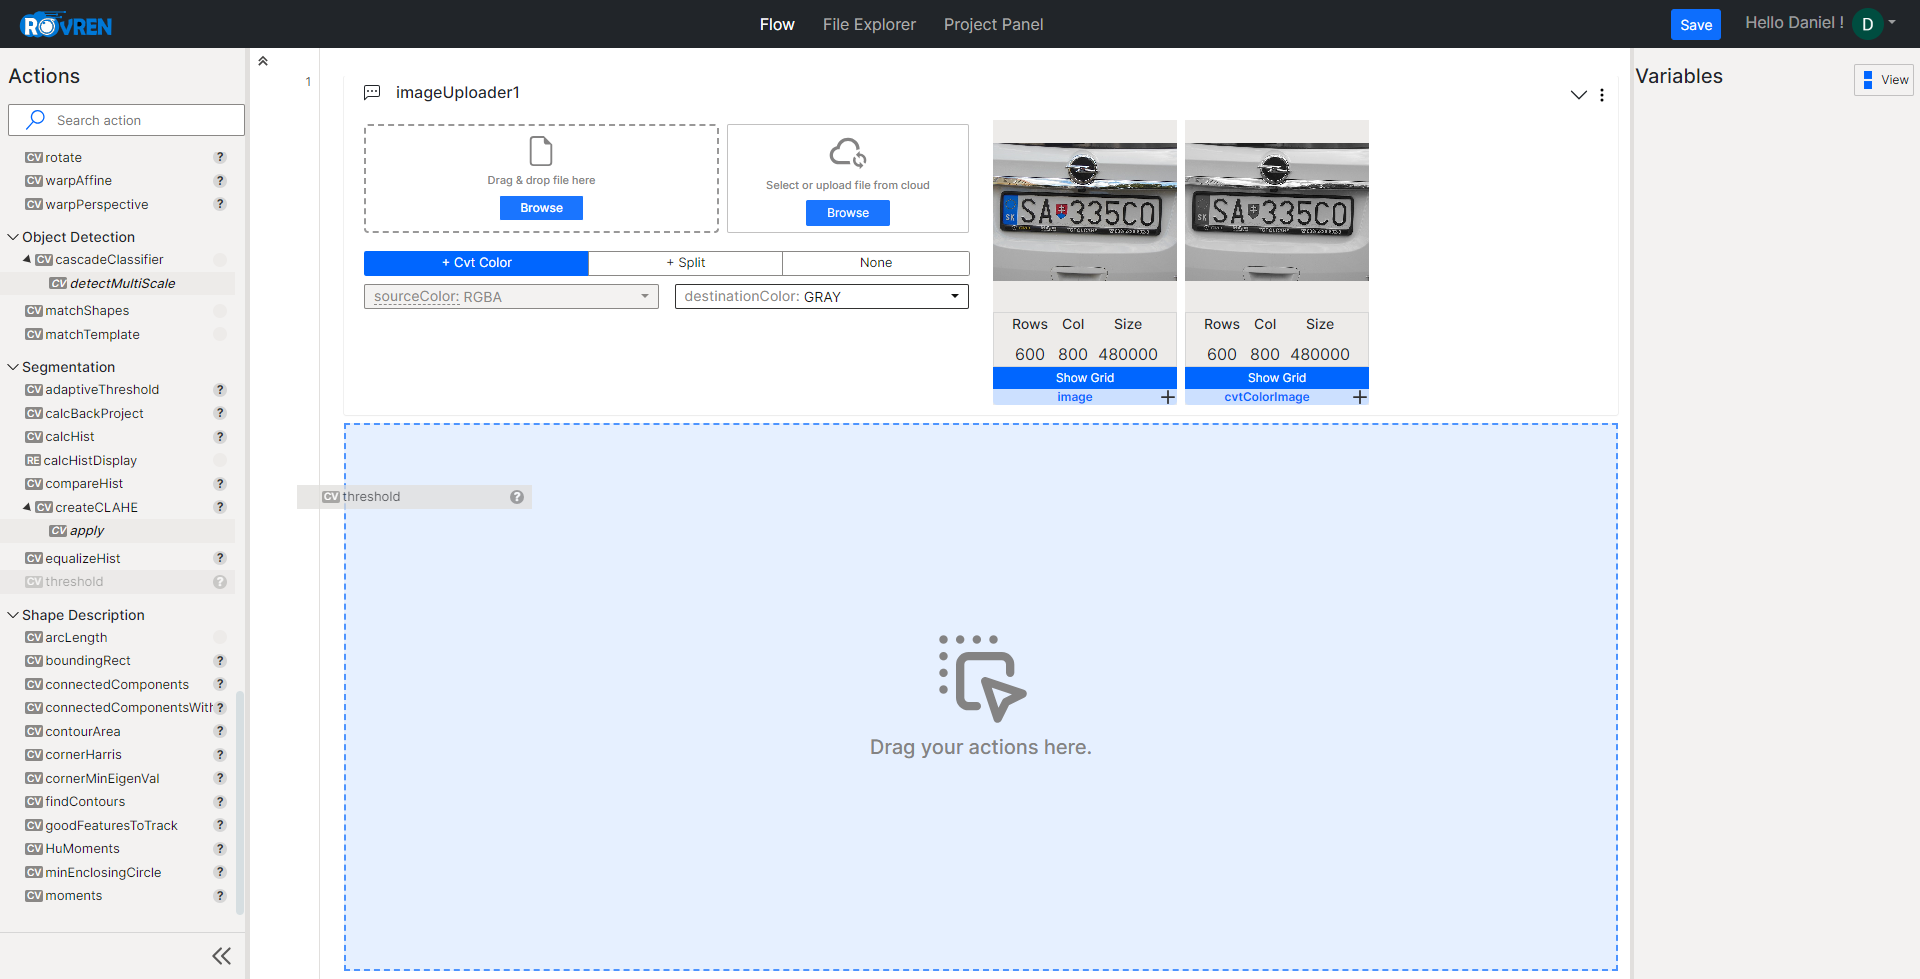 ROVREN
Flow
File Explorer
Project Panel
Save
Hello Daniel !
D
Actions
Search action
CV rotate ?
CV warpAffine ?
CV warpPerspective ?
Object Detection
CV cascadeClassifier
CV detectMultiScale
CV matchShapes
CV matchTemplate
Segmentation
CV adaptiveThreshold ?
CV calcBackProject ?
CV calcHist ?
RE calcHistDisplay
CV compareHist ?
CV createCLAHE ?
CV apply
CV equalizeHist ?
CV threshold ?
Shape Description
CV arcLength
CV boundingRect ?
CV connectedComponents ?
CV connectedComponentsWith ?
CV contourArea ?
CV cornerHarris ?
CV cornerMinEigenVal ?
CV findContours ?
CV goodFeaturesToTrack ?
CV HuMoments ?
CV minEnclosingCircle ?
CV moments ?
1
imageUploader1
Drag & drop file here
Browse
Select or upload file from cloud
Browse
+ Cvt Color
+ Split
None
sourceColor: RGBA
destinationColor: GRAY
SK SA 335CO
Rows Col Size
600 800 480000
Show Grid
image
SK SA 335CO
Rows Col Size
600 800 480000
Show Grid
cvtColorImage
CV threshold ?
Drag your actions here.
Variables
View